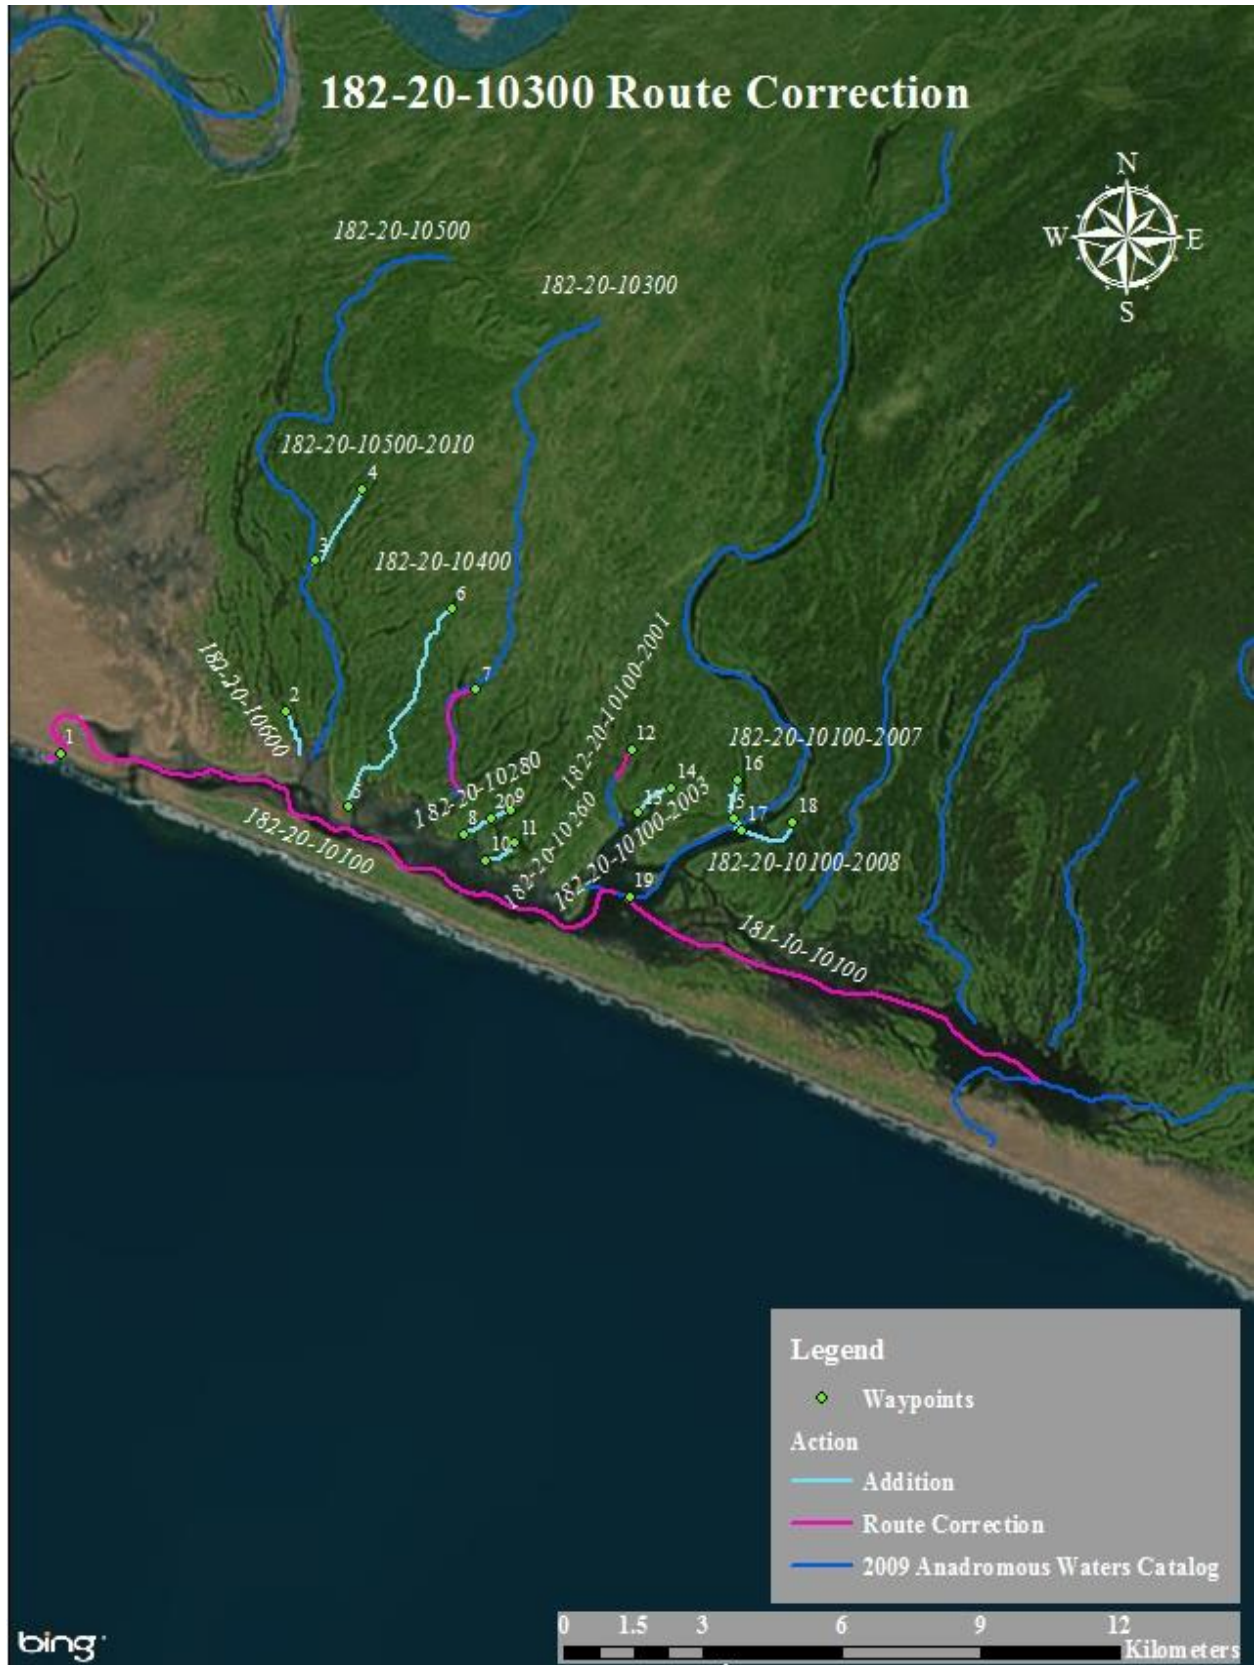 182-20-10300 Route Correction
N
W
E
S
182-20-10500
182-20-10300
182-20-10500-2010
4
3
182-20-10400
6
182-20-10600
2
7
182-20-10100-2001
1
12
182-20-10100-2007
16
14
13
182-20-10280
5
8
20
9
15
17
18
182-20-10100
10
11
182-20-10260
182-20-10100-2003
182-20-10100-2008
19
181-10-10100
Legend
Waypoints
Action
Addition
Route Correction
2009 Anadromous Waters Catalog
0 1.5 3 6 9 12
Kilometers
bing